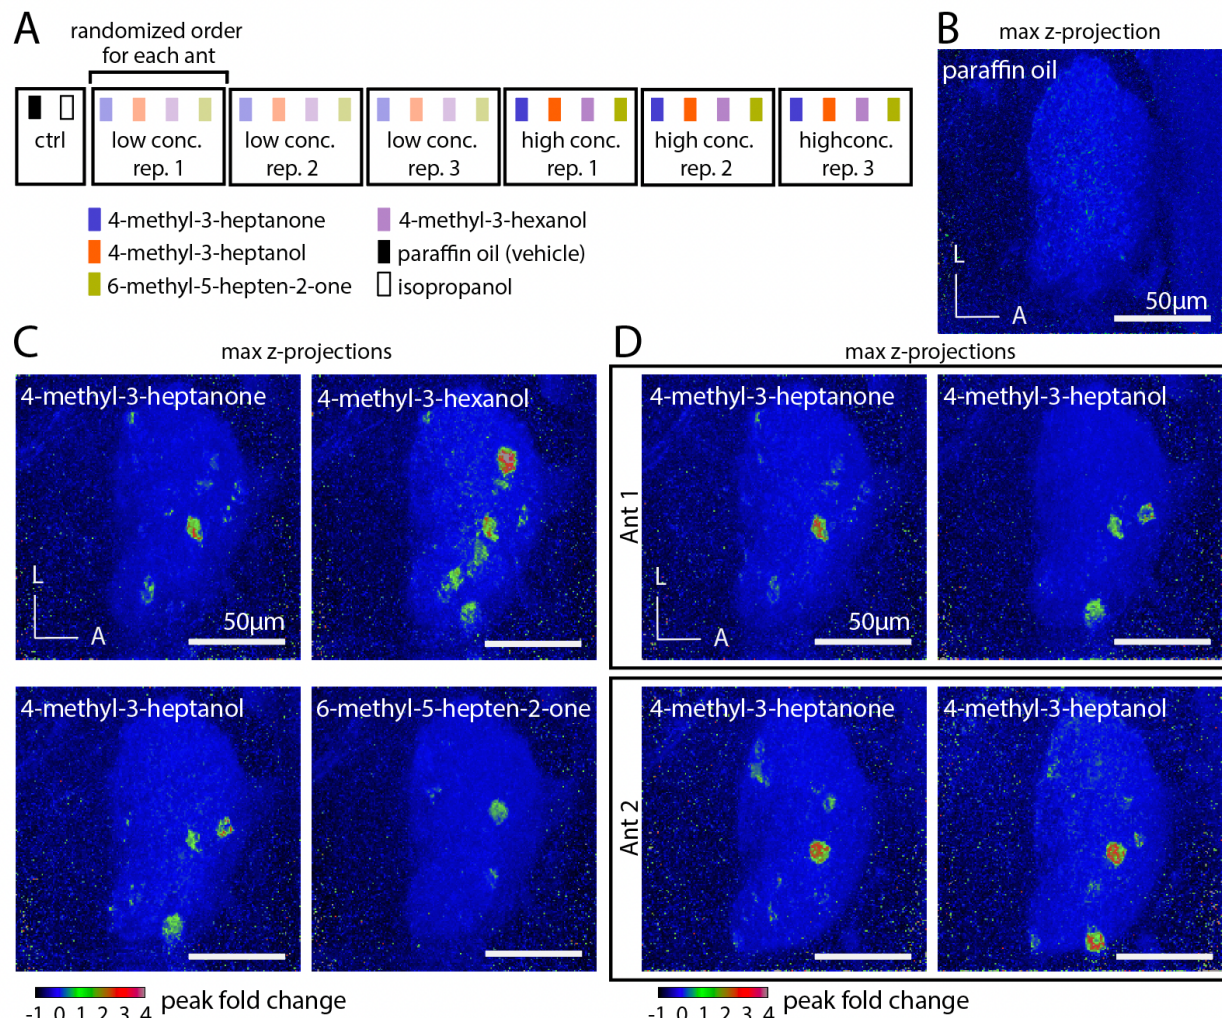 A
randomized order
for each ant
ctrl
low conc.
rep. 1
low conc.
rep. 2
low conc.
rep. 3
high conc.
rep. 1
high conc.
rep. 2
highconc.
rep. 3
4-methyl-3-heptanone
4-methyl-3-heptanol
6-methyl-5-hepten-2-one
4-methyl-3-hexanol
paraffin oil (vehicle)
isopropanol
B
max z-projection
paraffin oil
L
A
50µm
C
max z-projections
4-methyl-3-heptanone
L
A
50µm
4-methyl-3-hexanol
4-methyl-3-heptanol
6-methyl-5-hepten-2-one
-1 0 1 2 3 4
peak fold change
D
max z-projections
Ant 1
4-methyl-3-heptanone
L
A
50µm
4-methyl-3-heptanol
Ant 2
4-methyl-3-heptanone
4-methyl-3-heptanol
-1 0 1 2 3 4
peak fold change